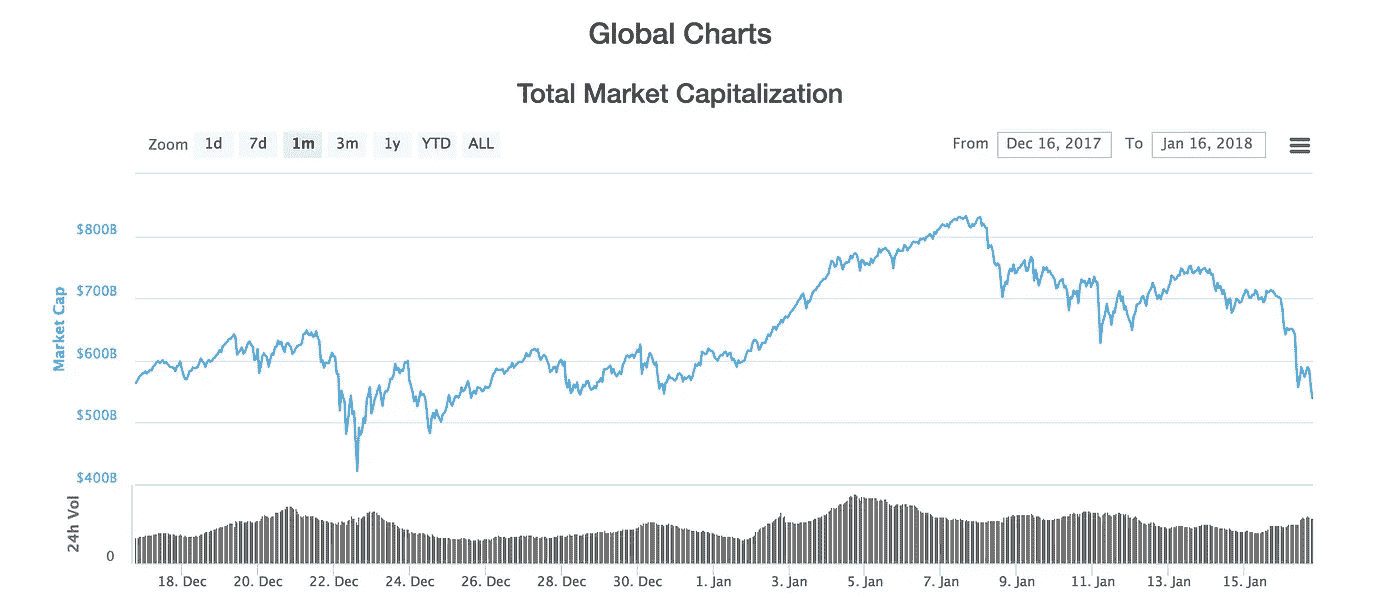 Global Charts
Total Market Capitalization
Zoom 1d 7d 1m 3m 1y YTD ALL From Dec 16, 2017 To Jan 16, 2018
$800B
$700B
Market Cap
$600B
$500B
$400B
24h Vol
0
18. Dec 20. Dec 22. Dec 24. Dec 26. Dec 28. Dec 30. Dec 1. Jan 3. Jan 5. Jan 7. Jan 9. Jan 11. Jan 13. Jan 15. Jan